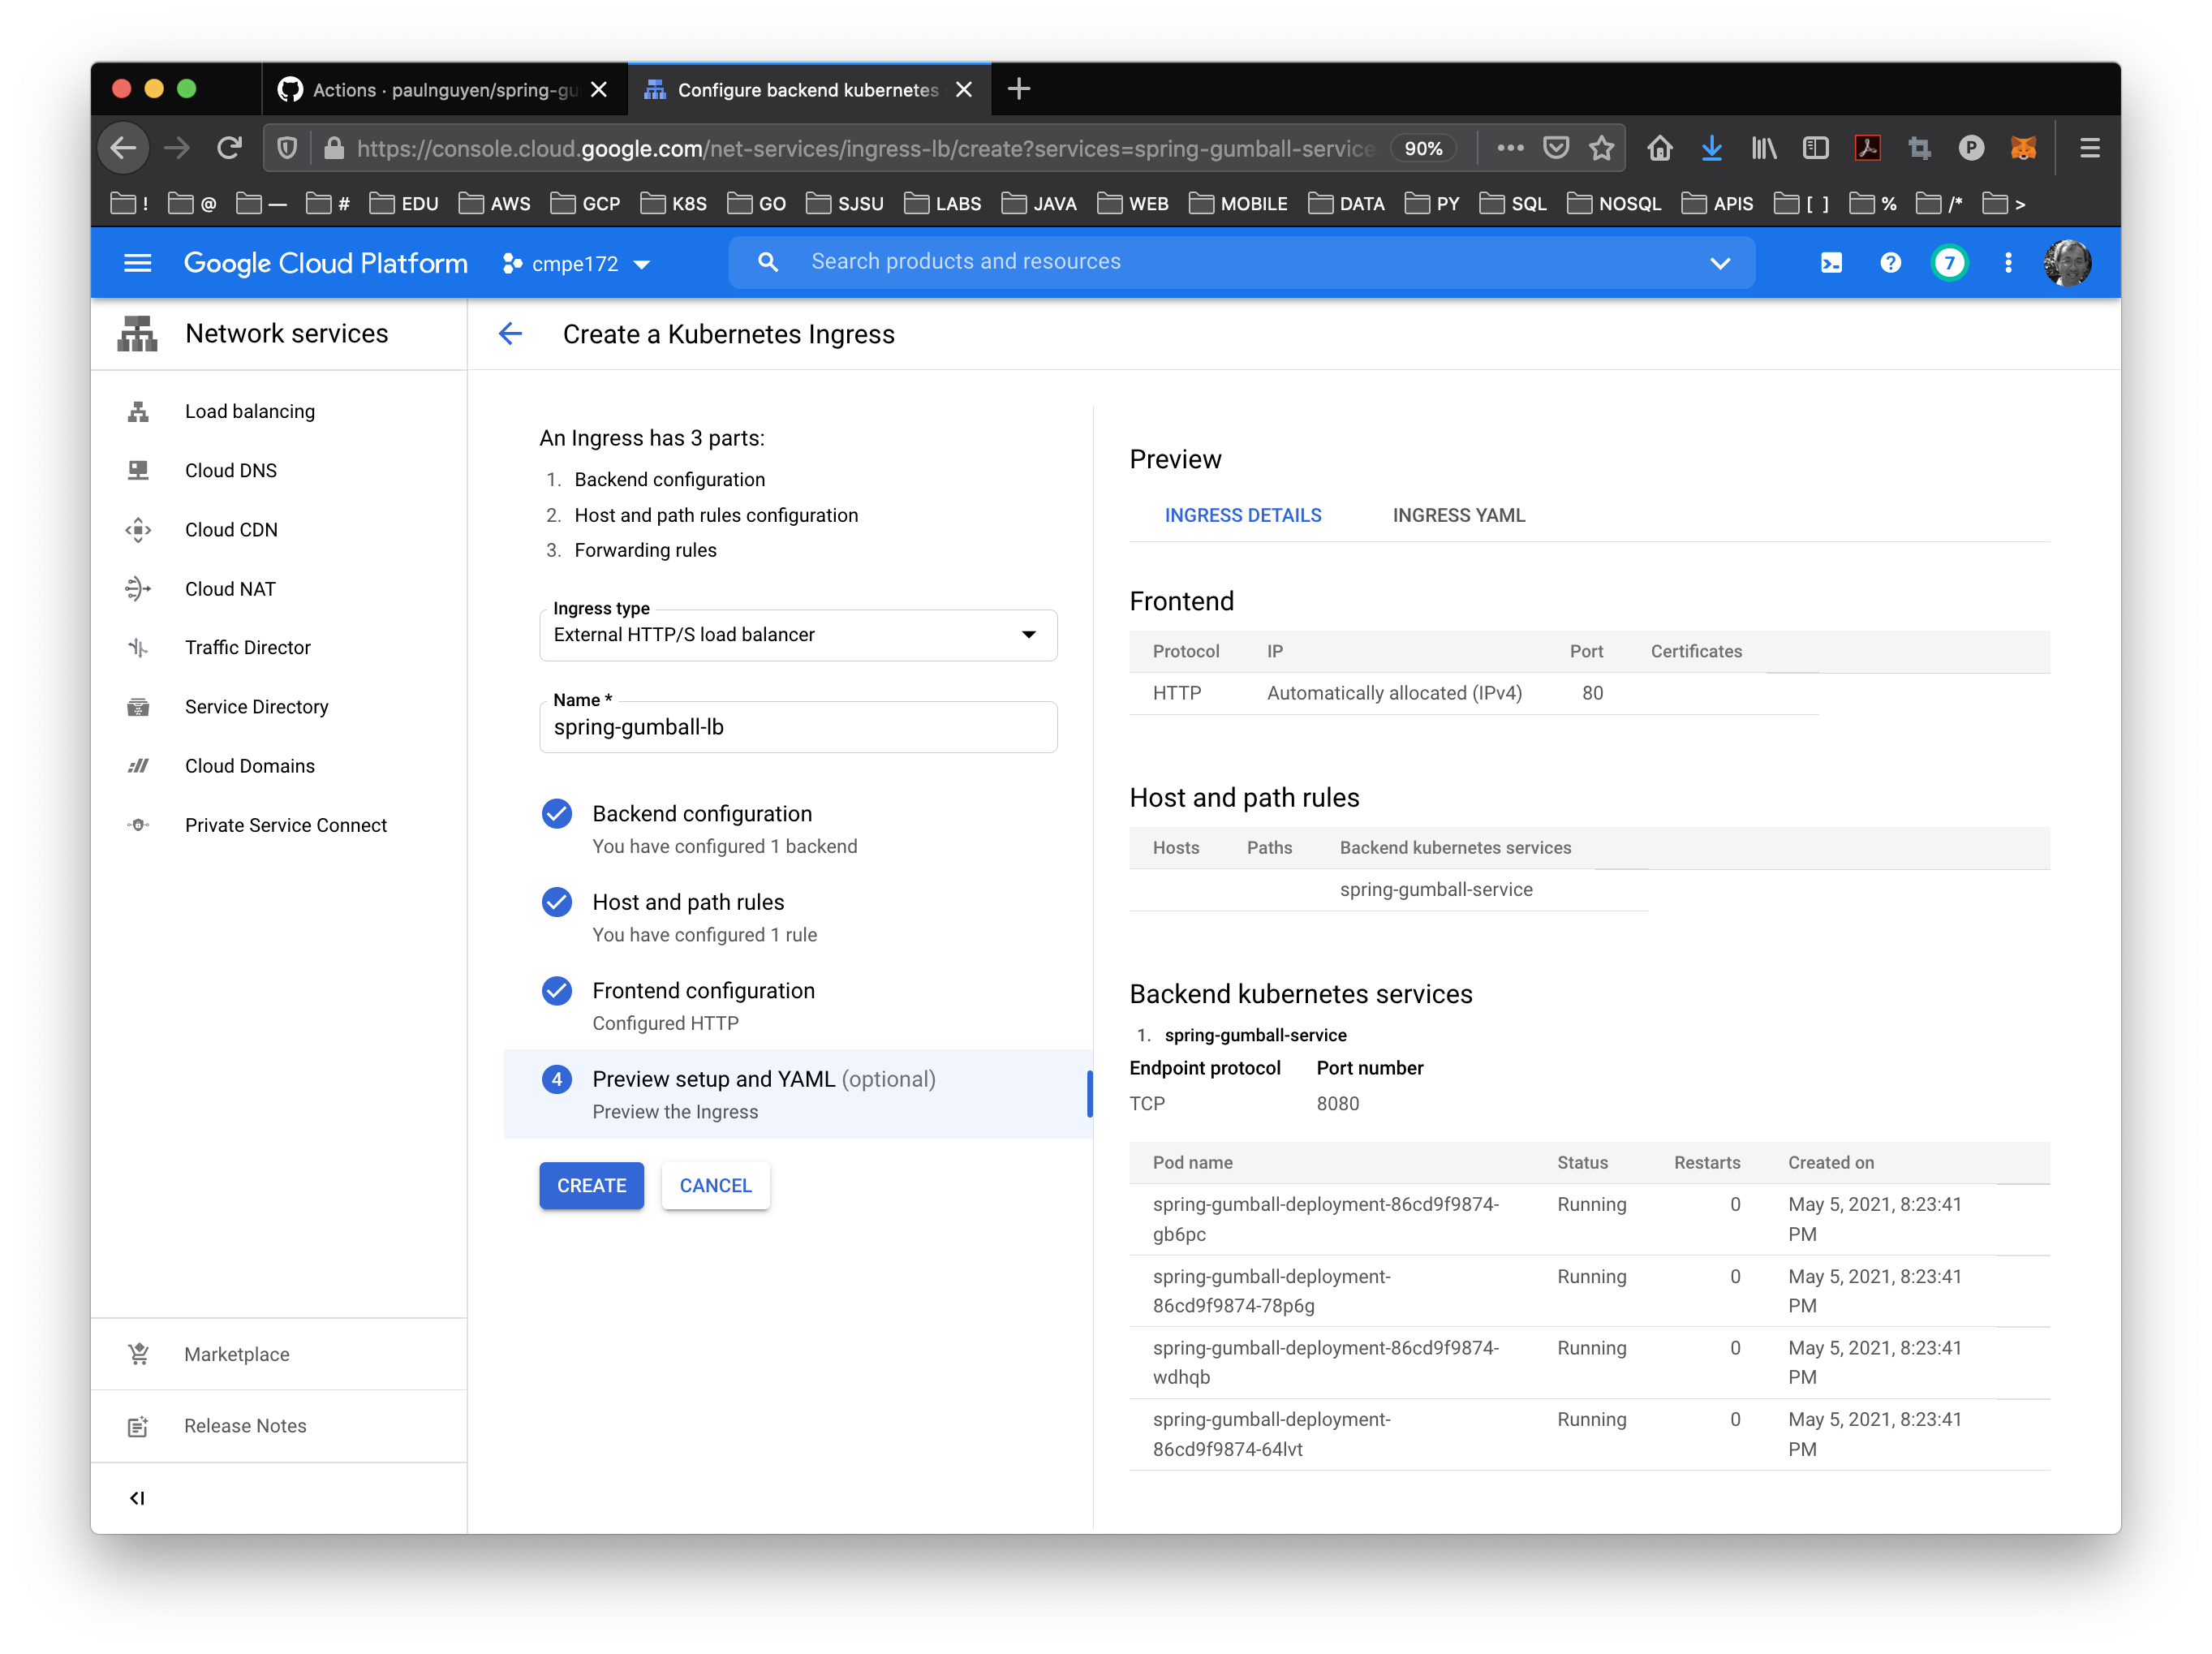 Actions · paulnguyen/spring-gu
Configure backend kubernetes
https://console.cloud.google.com/net-services/ingress-lb/create?services=spring-gumball-service
90%
P
! @ — # EDU AWS GCP K8S GO SJSU LABS JAVA WEB MOBILE DATA PY SQL NOSQL APIS [ ] % /* >
Google Cloud Platform
cmpe172
Search products and resources
7
Network services
Load balancing
Cloud DNS
Cloud CDN
Cloud NAT
Traffic Director
Service Directory
Cloud Domains
Private Service Connect
Marketplace
Release Notes
Create a Kubernetes Ingress
An Ingress has 3 parts:
1. Backend configuration
2. Host and path rules configuration
3. Forwarding rules
Ingress type
External HTTP/S load balancer
Name *
spring-gumball-lb
Backend configuration
You have configured 1 backend
Host and path rules
You have configured 1 rule
Frontend configuration
Configured HTTP
4 Preview setup and YAML (optional)
Preview the Ingress
CREATE CANCEL
Preview
INGRESS DETAILS INGRESS YAML
Frontend
Protocol IP Port Certificates
HTTP Automatically allocated (IPv4) 80
Host and path rules
Hosts Paths Backend kubernetes services
spring-gumball-service
Backend kubernetes services
1. spring-gumball-service
Endpoint protocol Port number
TCP 8080
Pod name Status Restarts Created on
spring-gumball-deployment-86cd9f9874- Running 0 May 5, 2021, 8:23:41
gb6pc PM
spring-gumball-deployment- Running 0 May 5, 2021, 8:23:41
86cd9f9874-78p6g PM
spring-gumball-deployment-86cd9f9874- Running 0 May 5, 2021, 8:23:41
wdhqb PM
spring-gumball-deployment- Running 0 May 5, 2021, 8:23:41
86cd9f9874-64lvt PM